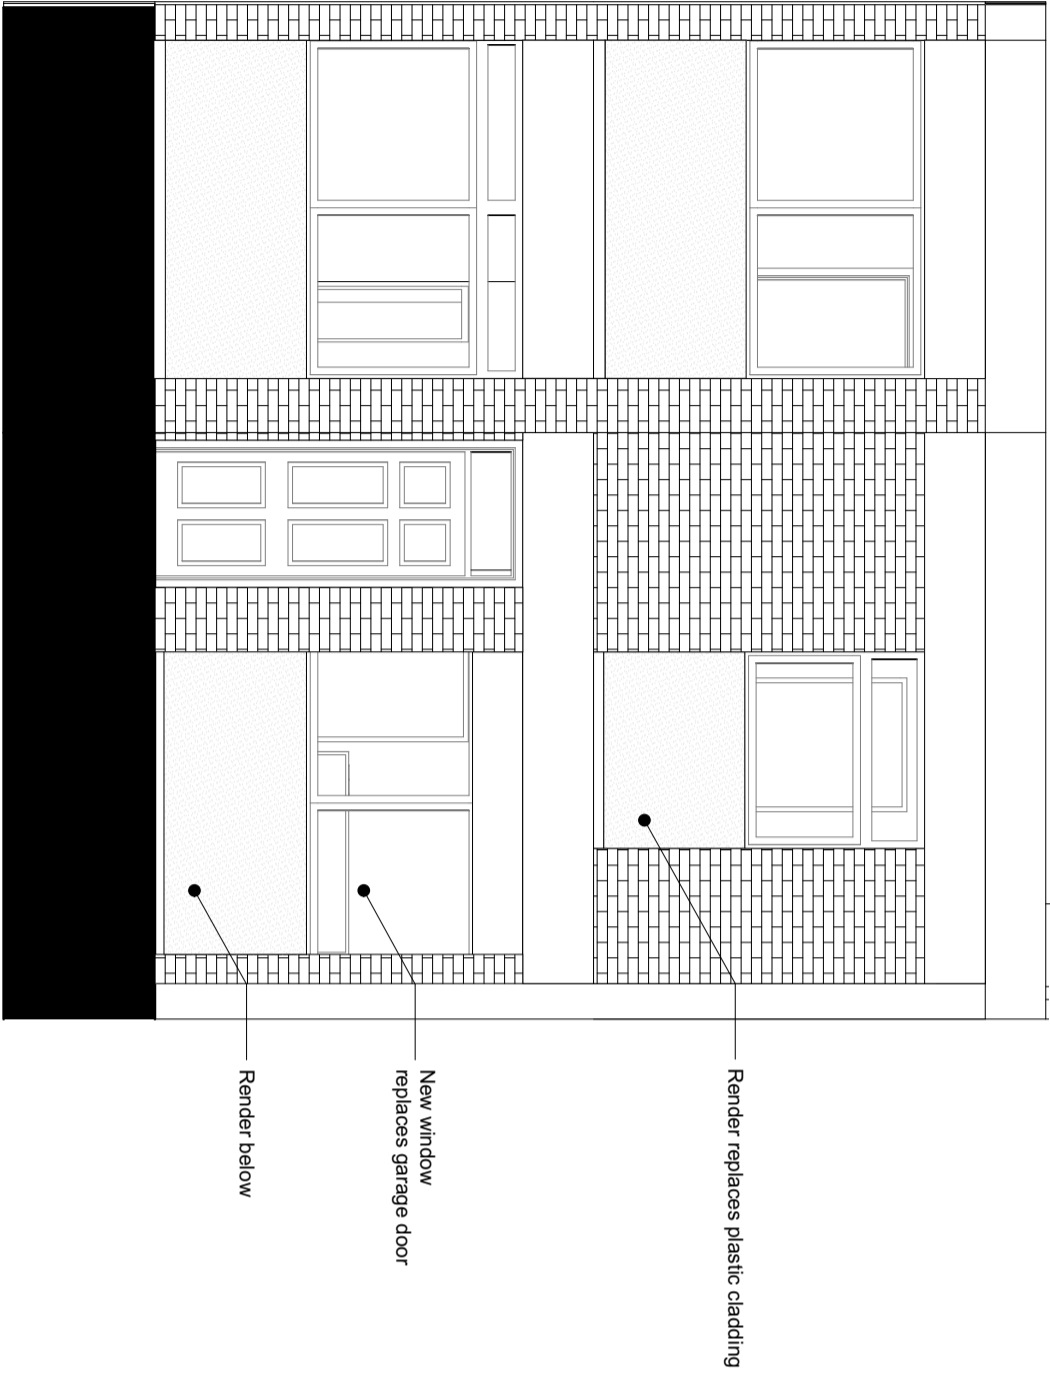 Render replaces plastic cladding
New window
replaces garage door
Render below